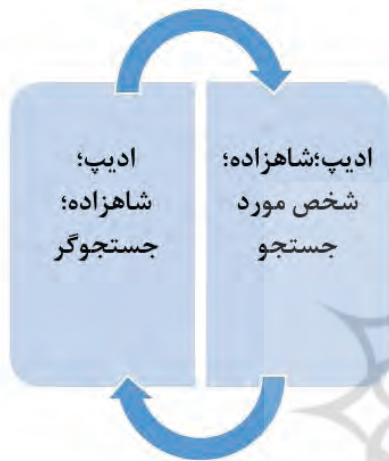 ادیپ؛شاهزاده؛
شخص مورد
جستجو
ادیپ؛
شاهزاده؛
جستجوگر